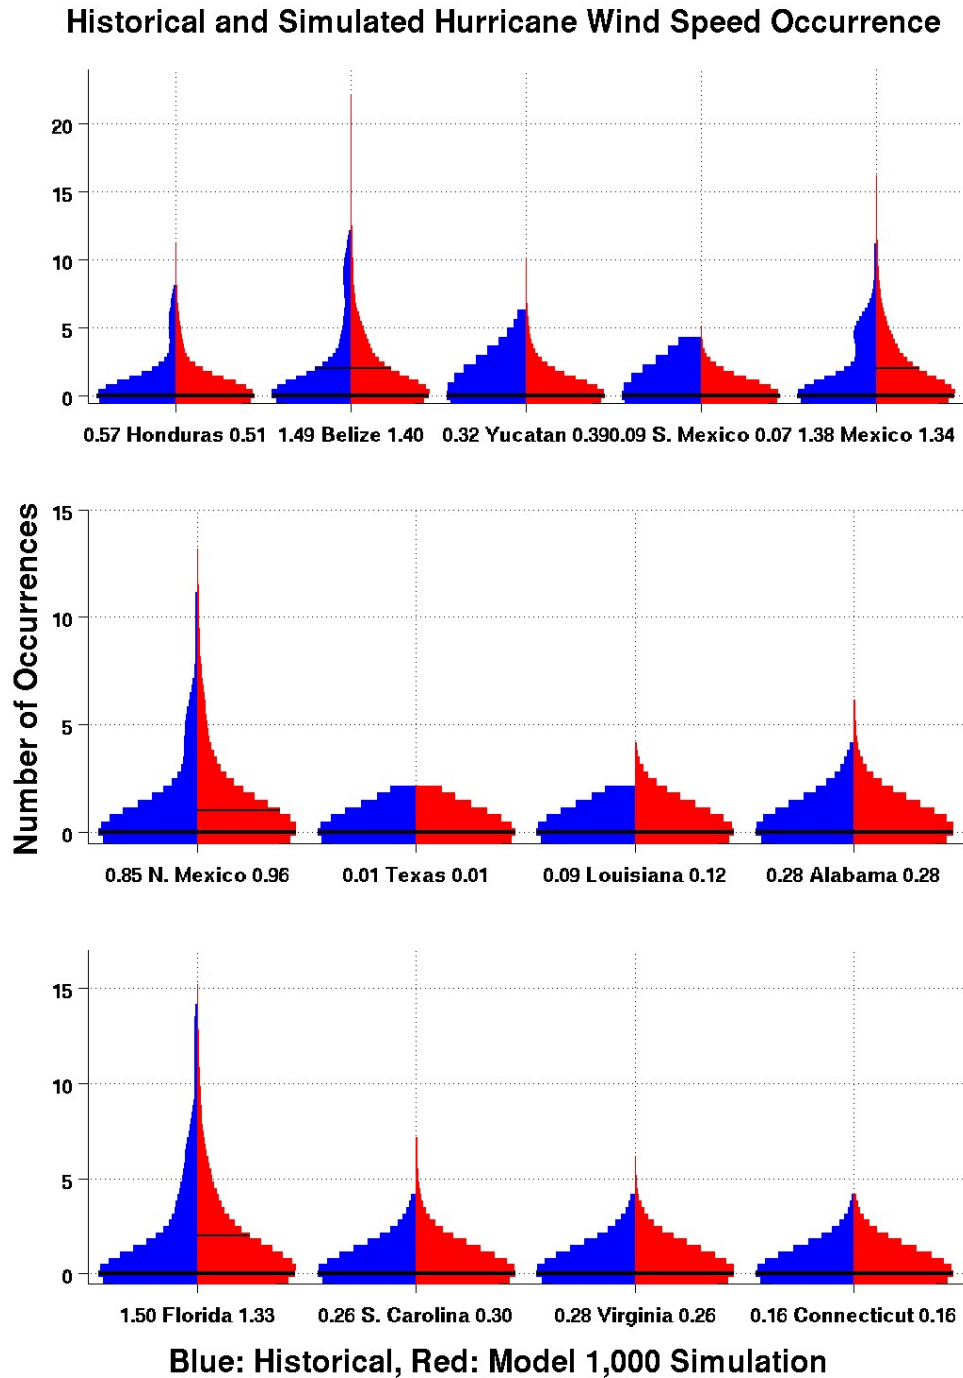 Historical and Simulated Hurricane Wind Speed Occurrence
20
15
10
5
0
0.57 Honduras 0.51 1.49 Belize 1.40 0.32 Yucatan 0.390.09 S. Mexico 0.07 1.38 Mexico 1.34
Number of Occurrences
15
10
5
0
0.85 N. Mexico 0.96 0.01 Texas 0.01 0.09 Louisiana 0.12 0.28 Alabama 0.28
15
10
5
0
1.50 Florida 1.33 0.26 S. Carolina 0.30 0.28 Virginia 0.26 0.16 Connecticut 0.16
Blue: Historical, Red: Model 1,000 Simulation